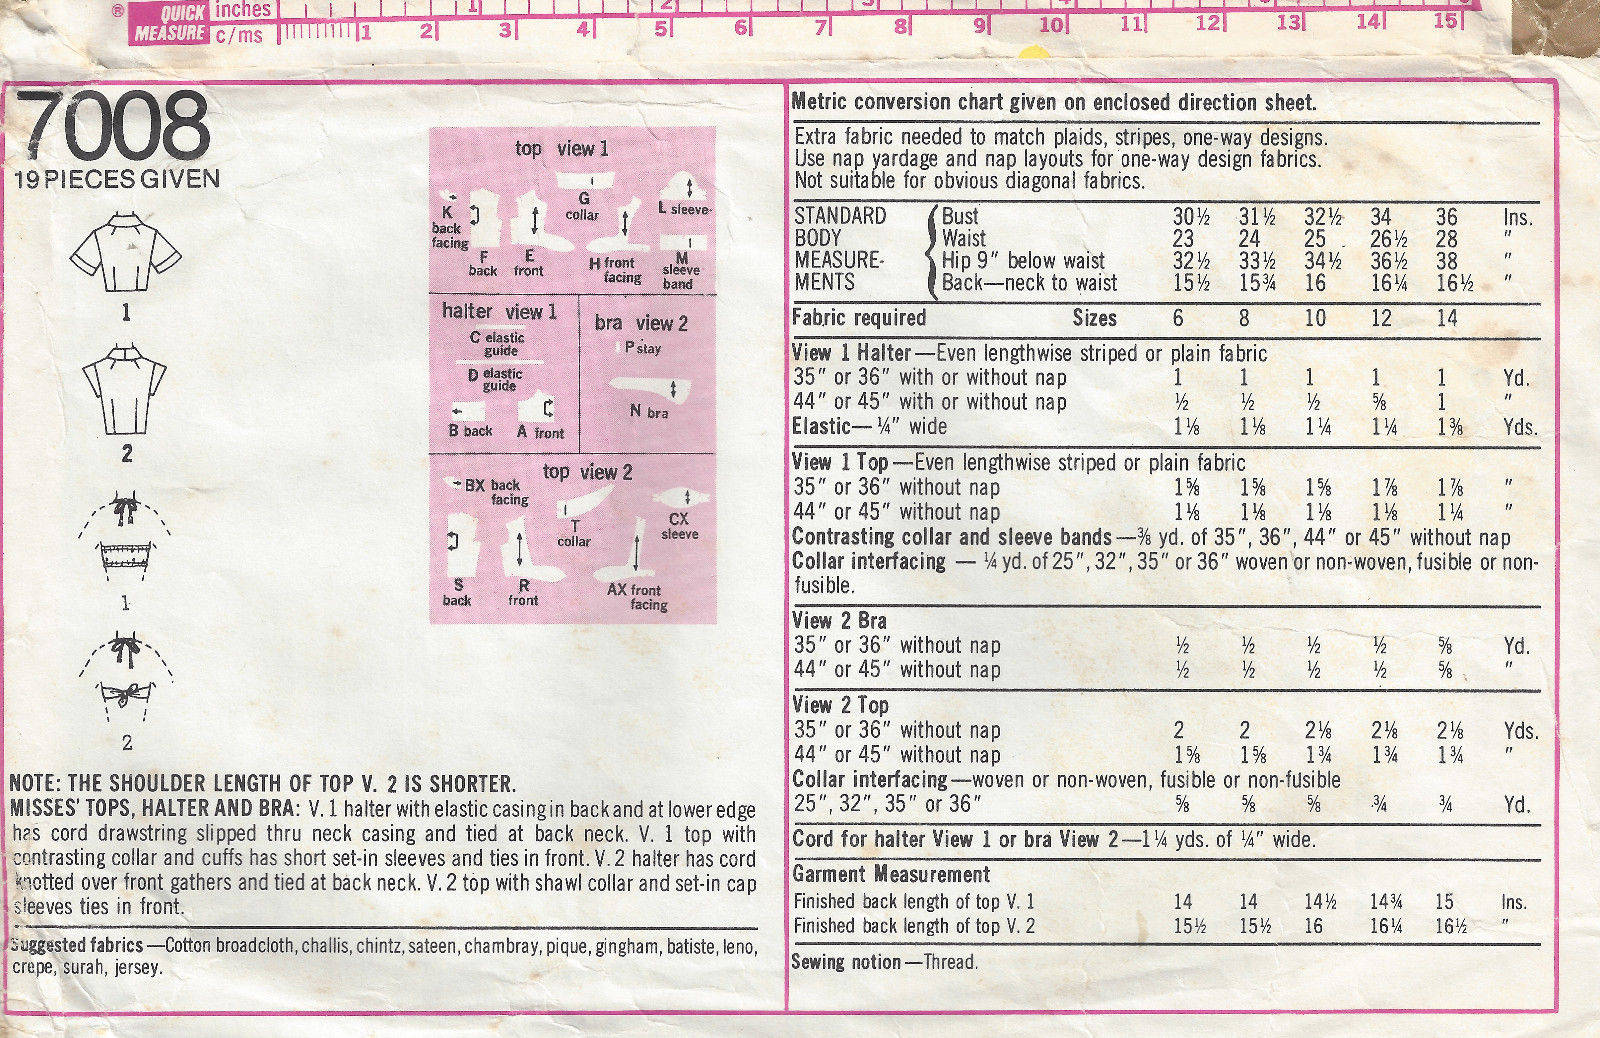 ® QUICK MEASURE inches c/ms
1 2 3 4 5 6 7 8 9 10 11 12 13 14 15
7008
19 PIECES GIVEN
1
2
1
2
top view 1
K back facing
F back
E front
G collar
H front facing
L sleeve
M sleeve band
halter view 1
C elastic guide
D elastic guide
B back
A front
bra view 2
P stay
N bra
top view 2
BX back facing
T collar
CX sleeve
S back
R front
AX front facing
NOTE: THE SHOULDER LENGTH OF TOP V. 2 IS SHORTER.
MISSES' TOPS, HALTER AND BRA: V. 1 halter with elastic casing in back and at lower edge
has cord drawstring slipped thru neck casing and tied at back neck. V. 1 top with
contrasting collar and cuffs has short set-in sleeves and ties in front. V. 2 halter has cord
knotted over front gathers and tied at back neck. V. 2 top with shawl collar and set-in cap
sleeves ties in front.
Suggested fabrics—Cotton broadcloth, challis, chintz, sateen, chambray, pique, gingham, batiste, leno,
crepe, surah, jersey.
Metric conversion chart given on enclosed direction sheet.
Extra fabric needed to match plaids, stripes, one-way designs.
Use nap yardage and nap layouts for one-way design fabrics.
Not suitable for obvious diagonal fabrics.
STANDARD Bust 30½ 31½ 32½ 34 36 Ins.
BODY Waist 23 24 25 26½ 28 "
MEASURE- Hip 9" below waist 32½ 33½ 34½ 36½ 38 "
MENTS Back—neck to waist 15½ 15¾ 16 16¼ 16½ "
Fabric required Sizes 6 8 10 12 14
View 1 Halter—Even lengthwise striped or plain fabric
35" or 36" with or without nap 1 1 1 1 1 Yd.
44" or 45" with or without nap ½ ½ ½ ⅝ 1 "
Elastic—¼" wide 1⅛ 1⅛ 1¼ 1¼ 1⅜ Yds.
View 1 Top—Even lengthwise striped or plain fabric
35" or 36" without nap 1⅝ 1⅝ 1⅝ 1⅞ 1⅞ "
44" or 45" without nap 1⅛ 1⅛ 1⅛ 1⅛ 1¼ "
Contrasting collar and sleeve bands—⅜ yd. of 35", 36", 44" or 45" without nap
Collar interfacing — ¼ yd. of 25", 32", 35" or 36" woven or non-woven, fusible or non-
fusible.
View 2 Bra
35" or 36" without nap ½ ½ ½ ½ ⅝ Yd.
44" or 45" without nap ½ ½ ½ ½ ⅝ "
View 2 Top
35" or 36" without nap 2 2 2⅛ 2⅛ 2⅛ Yds.
44" or 45" without nap 1⅝ 1⅝ 1¾ 1¾ 1¾ "
Collar interfacing—woven or non-woven, fusible or non-fusible
25", 32", 35" or 36" ⅝ ⅝ ⅝ ¾ ¾ Yd.
Cord for halter View 1 or bra View 2—1¼ yds. of ¼" wide.
Garment Measurement
Finished back length of top V. 1 14 14 14½ 14¾ 15 Ins.
Finished back length of top V. 2 15½ 15½ 16 16¼ 16½ "
Sewing notion—Thread.